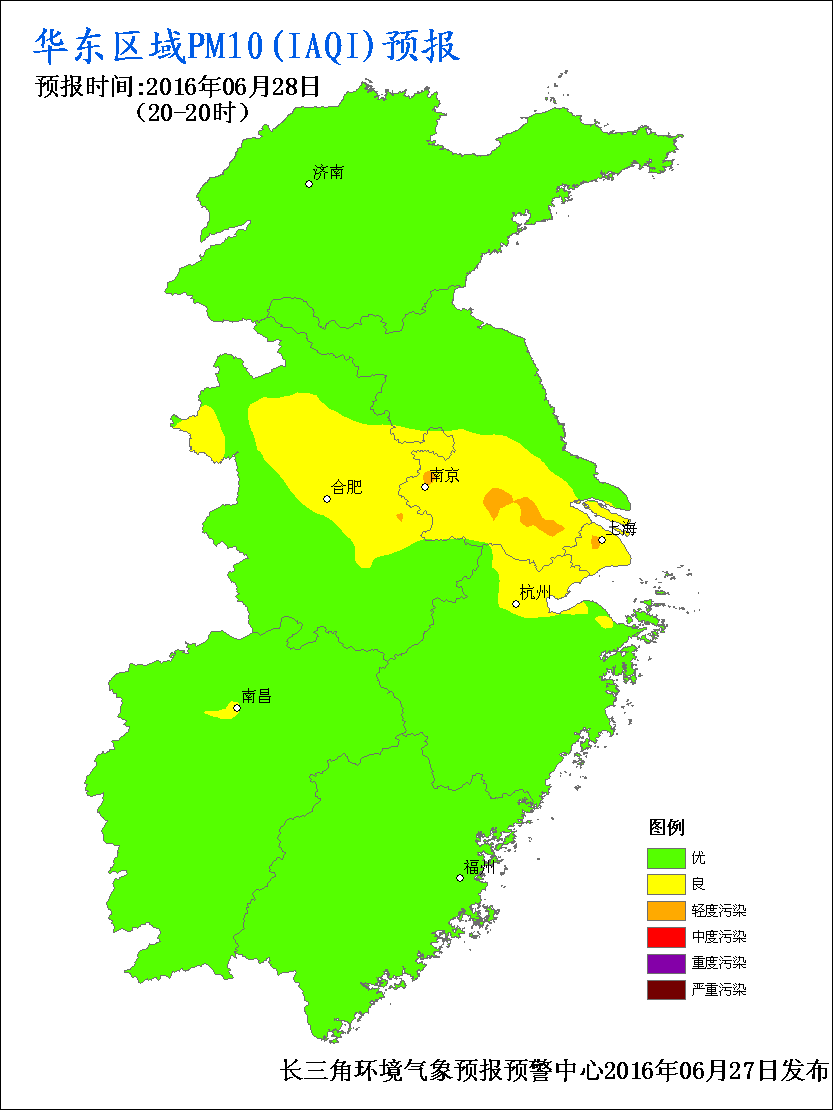 华东区域PM10(IAQI)预报
预报时间:2016年06月28日
(20-20时)
济南
合肥
南京
上海
杭州
南昌
福州
图例
优
良
轻度污染
中度污染
重度污染
严重污染
长三角环境气象预报预警中心2016年06月27日发布